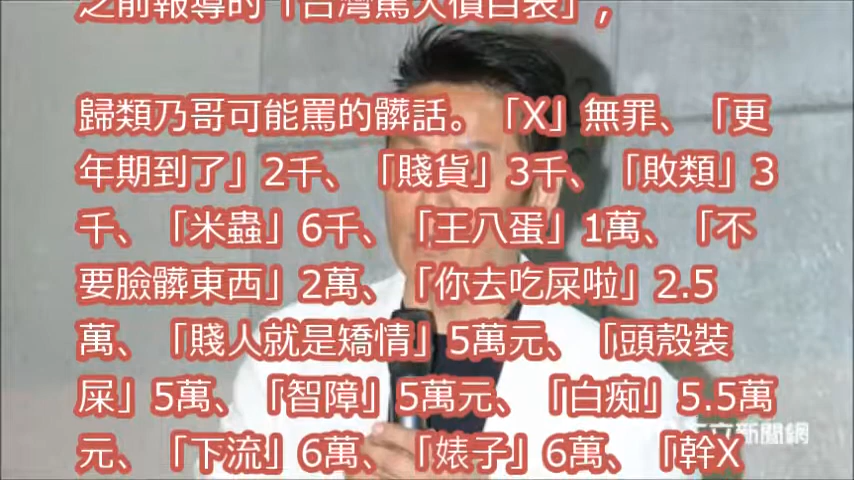 之前報導的「台灣罵人價目表」，
歸類乃哥可能罵的髒話。「X」無罪、「更
年期到了」2千、「賤貨」3千、「敗類」3
千、「米蟲」6千、「王八蛋」1萬、「不
要臉髒東西」2萬、「你去吃屎啦」2.5
萬、「賤人就是矯情」5萬元、「頭殼裝
屎」5萬、「智障」5萬元、「白痴」5.5萬
元、「下流」6萬、「婊子」6萬、「幹X
三立新聞網